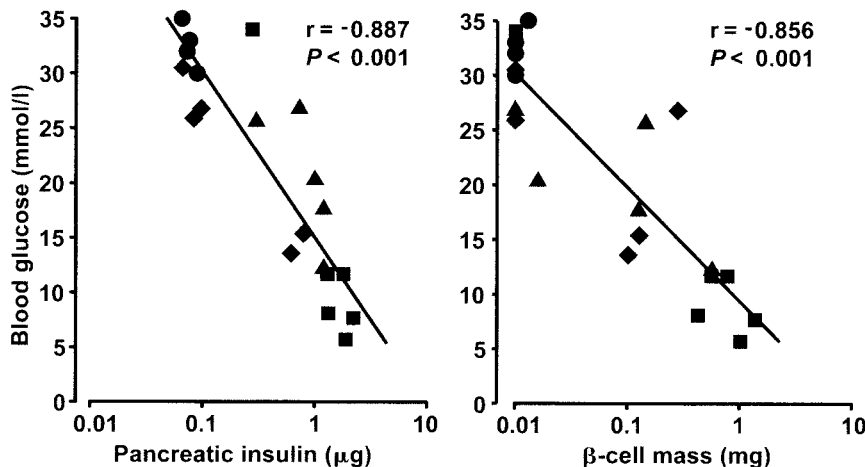 Blood glucose (mmol/l)
35
30
25
20
15
10
5
0
r = -0.887
P < 0.001
0.01 0.1 1 10
Pancreatic insulin (µg)
35
30
25
20
15
10
5
0
r = -0.856
P < 0.001
0.01 0.1 1 10
β-cell mass (mg)